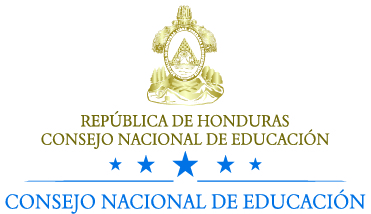 REPÚBLICA DE HONDURAS
CONSEJO NACIONAL DE EDUCACIÓN
CONSEJO NACIONAL DE EDUCACIÓN